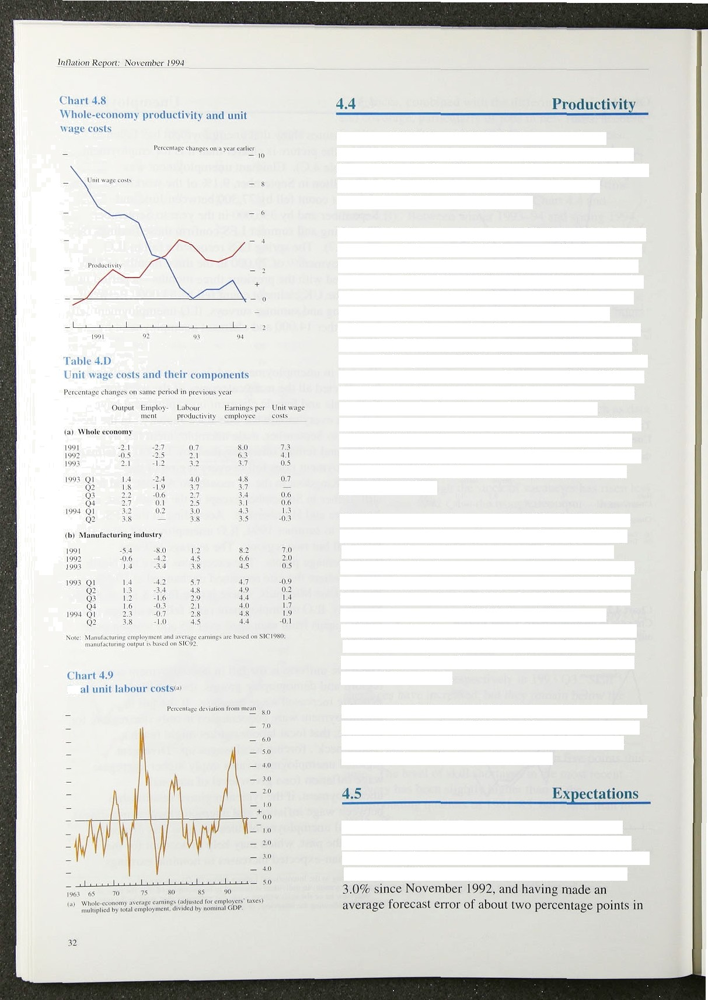 Inflation Report: November 1994
Chart 4.8
Whole-economy productivity and unit
wage costs
Percentage changes on a year earlier
10
Unit wage costs
8
6
4
Productivity
2
+
0
–
2
1991 92 93 94
Table 4.D
Unit wage costs and their components
Percentage changes on same period in previous year
Output Employ- Labour Earnings per Unit wage
ment productivity employee costs
(a) Whole economy
1991 -2.1 -2.7 0.7 8.0 7.3
1992 -0.5 -2.5 2.1 6.3 4.1
1993 2.1 -1.2 3.2 3.7 0.5
1993 Q1 1.4 -2.4 4.0 4.8 0.7
Q2 1.8 -1.9 3.7 3.7 —
Q3 2.2 -0.6 2.7 3.4 0.6
Q4 2.7 0.1 2.5 3.1 0.6
1994 Q1 3.2 0.2 3.0 4.3 1.3
Q2 3.8 — 3.8 3.5 -0.3
(b) Manufacturing industry
1991 -5.4 -8.0 1.2 8.2 7.0
1992 -0.6 -4.2 4.5 6.6 2.0
1993 1.4 -3.4 3.8 4.5 0.5
1993 Q1 1.4 -4.2 5.7 4.7 -0.9
Q2 1.3 -3.4 4.8 4.9 0.2
Q3 1.2 -1.6 2.9 4.4 1.4
Q4 1.6 -0.3 2.1 4.0 1.7
1994 Q1 2.3 -0.7 2.8 4.8 1.9
Q2 3.8 -1.0 4.5 4.4 -0.1
Note: Manufacturing employment and average earnings are based on SIC1980;
manufacturing output is based on SIC92.
Chart 4.9
al unit labour costs(a)
Percentage deviation from mean
8.0
7.0
6.0
5.0
4.0
3.0
2.0
1.0
+
0.0
–
1.0
2.0
3.0
4.0
5.0
1963 65 70 75 80 85 90
(a) Whole-economy average earnings (adjusted for employers' taxes)
multiplied by total employment, divided by nominal GDP.
32
4.4 Productivity
4.5 Expectations
3.0% since November 1992, and having made an
average forecast error of about two percentage points in